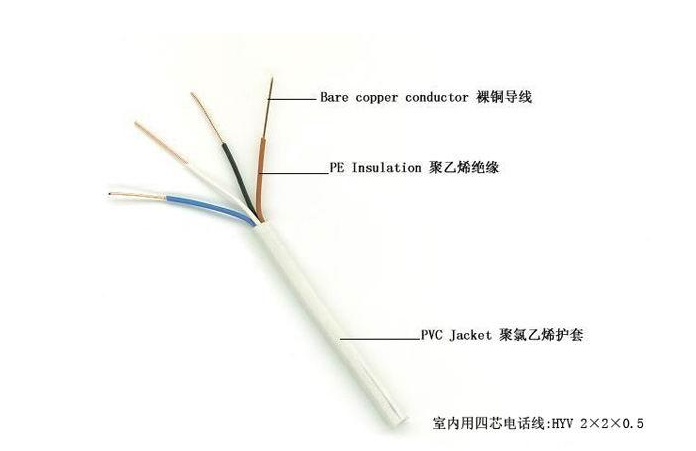 Bare copper conductor 裸铜导线
PE Insulation 聚乙烯绝缘
PVC Jacket 聚氯乙烯护套
室内用四芯电话线:HYV 2×2×0.5